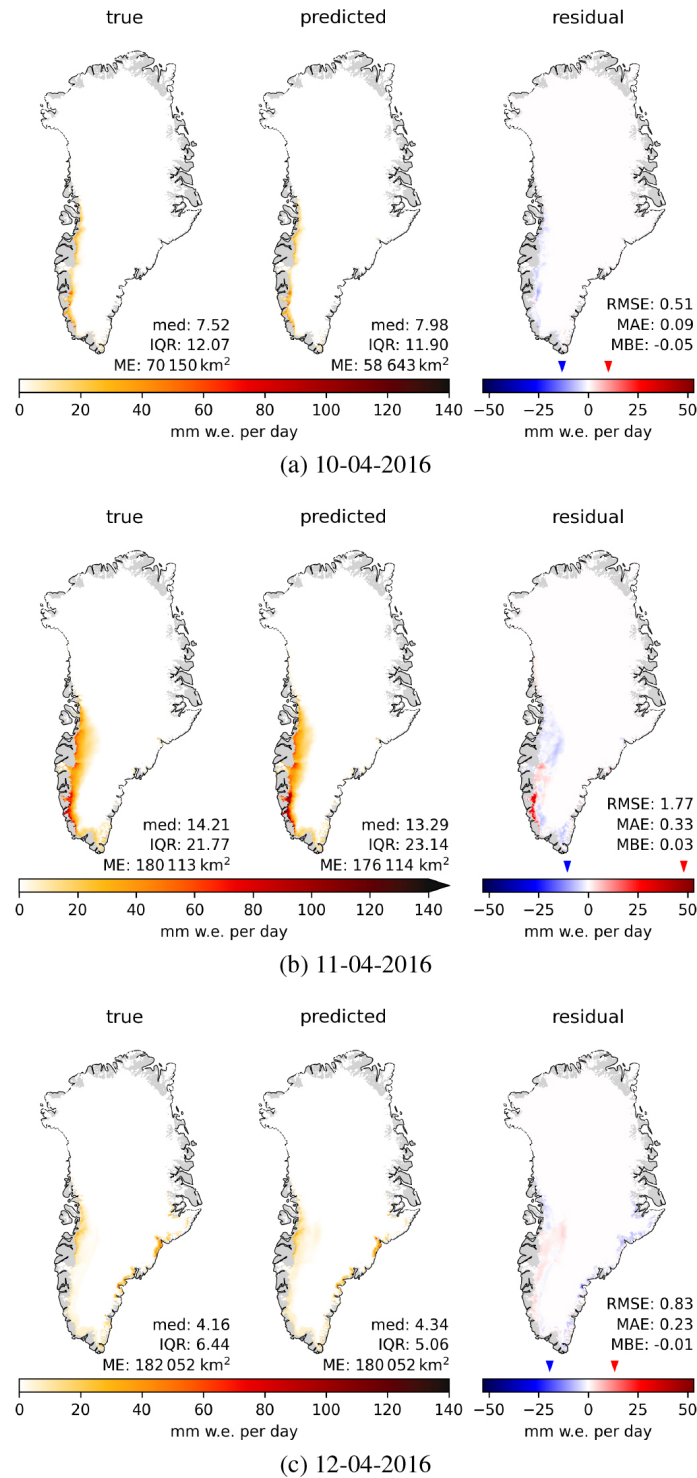 true predicted residual
med: 7.52 med: 7.98 RMSE: 0.51
IQR: 12.07 IQR: 11.90 MAE: 0.09
ME: 70 150 km² ME: 58 643 km² MBE: -0.05
0 20 40 60 80 100 120 140 −50 −25 0 25 50
mm w.e. per day mm w.e. per day
(a) 10-04-2016
true predicted residual
med: 14.21 med: 13.29 RMSE: 1.77
IQR: 21.77 IQR: 23.14 MAE: 0.33
ME: 180 113 km² ME: 176 114 km² MBE: 0.03
0 20 40 60 80 100 120 140 −50 −25 0 25 50
mm w.e. per day mm w.e. per day
(b) 11-04-2016
true predicted residual
med: 4.16 med: 4.34 RMSE: 0.83
IQR: 6.44 IQR: 5.06 MAE: 0.23
ME: 182 052 km² ME: 180 052 km² MBE: -0.01
0 20 40 60 80 100 120 140 −50 −25 0 25 50
mm w.e. per day mm w.e. per day
(c) 12-04-2016